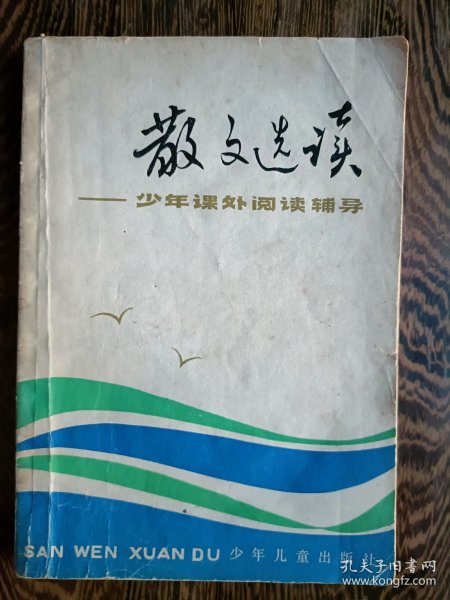 散文选读
——少年课外阅读辅导
SAN WEN XUAN DU 少年儿童出版社
孔夫子旧书网
book.kongfz.com